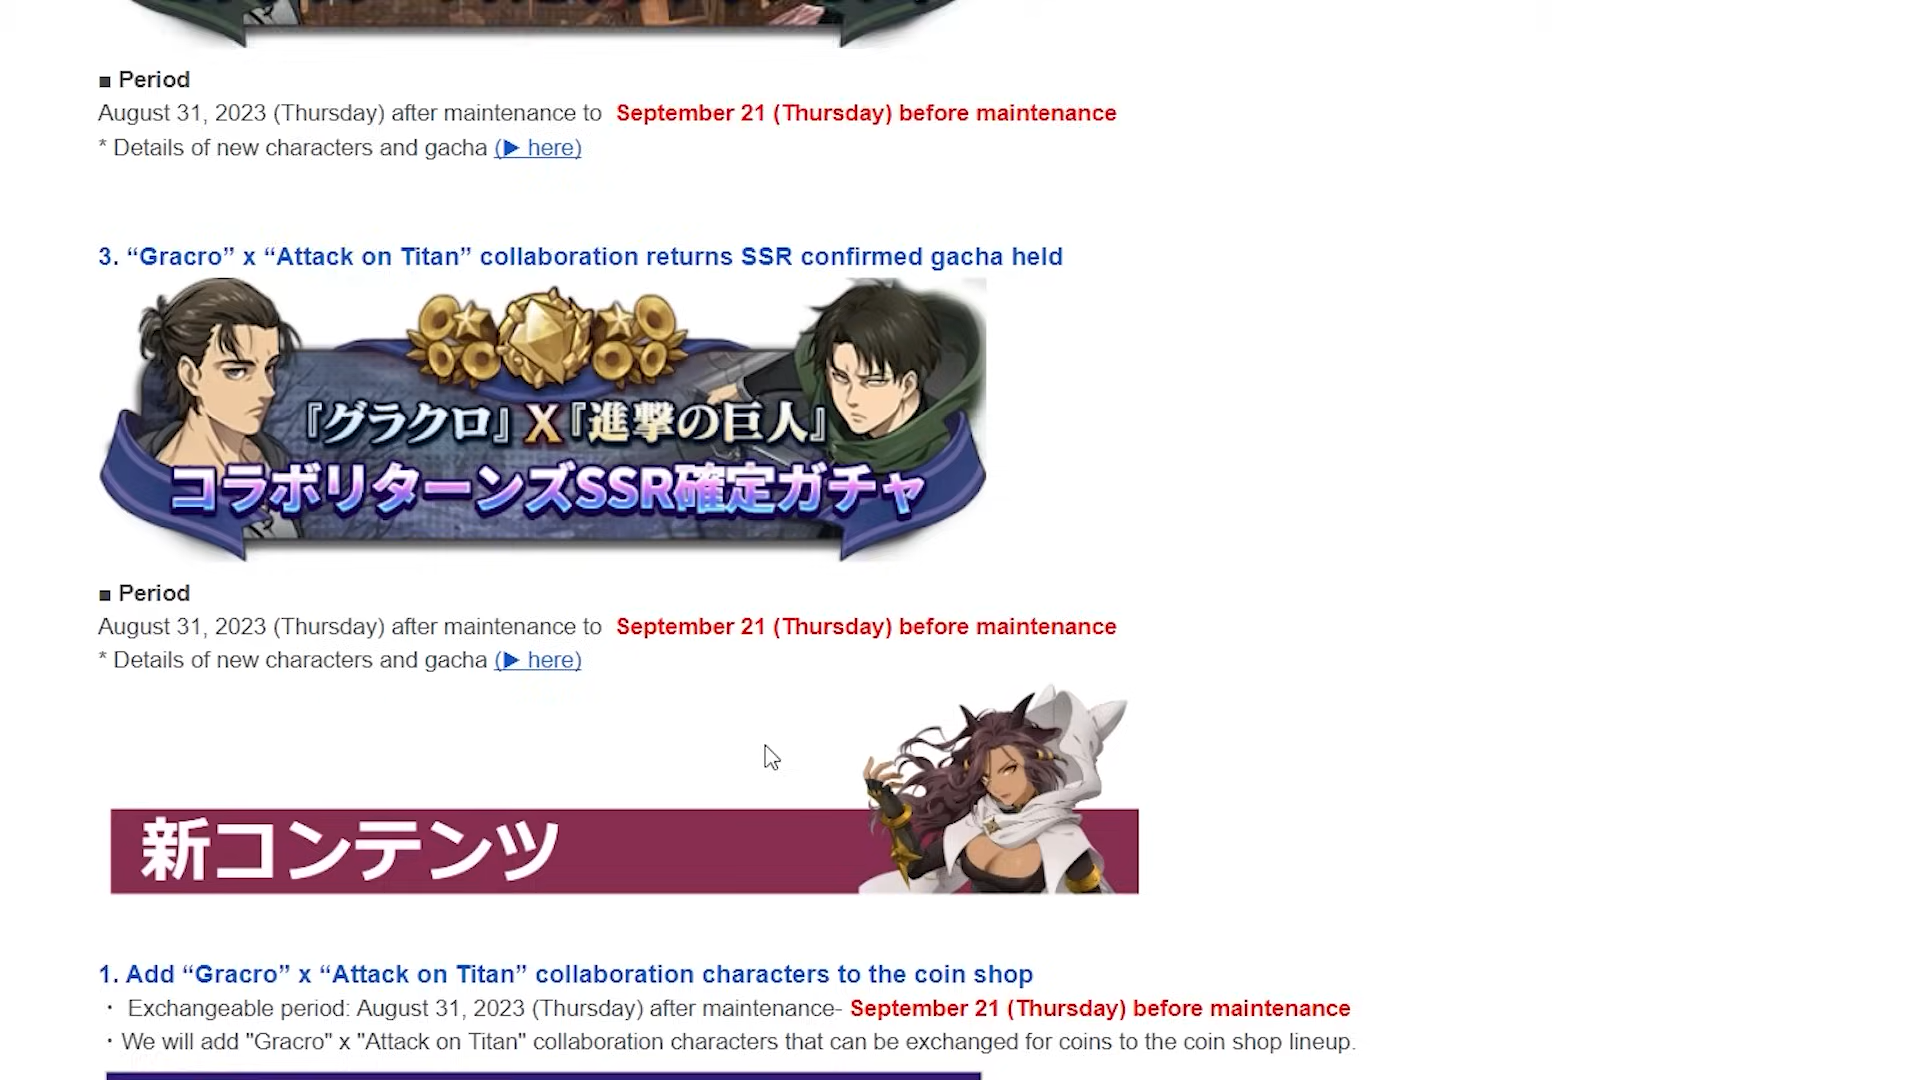 ■ Period
August 31, 2023 (Thursday) after maintenance to September 21 (Thursday) before maintenance
* Details of new characters and gacha (▶ here)
3. “Gracro” x “Attack on Titan” collaboration returns SSR confirmed gacha held
『グラクロ』X『進撃の巨人』
コラボリターンズSSR確定ガチャ
■ Period
August 31, 2023 (Thursday) after maintenance to September 21 (Thursday) before maintenance
* Details of new characters and gacha (▶ here)
新コンテンツ
1. Add “Gracro” x “Attack on Titan” collaboration characters to the coin shop
・ Exchangeable period: August 31, 2023 (Thursday) after maintenance- September 21 (Thursday) before maintenance
・We will add "Gracro" x "Attack on Titan" collaboration characters that can be exchanged for coins to the coin shop lineup.